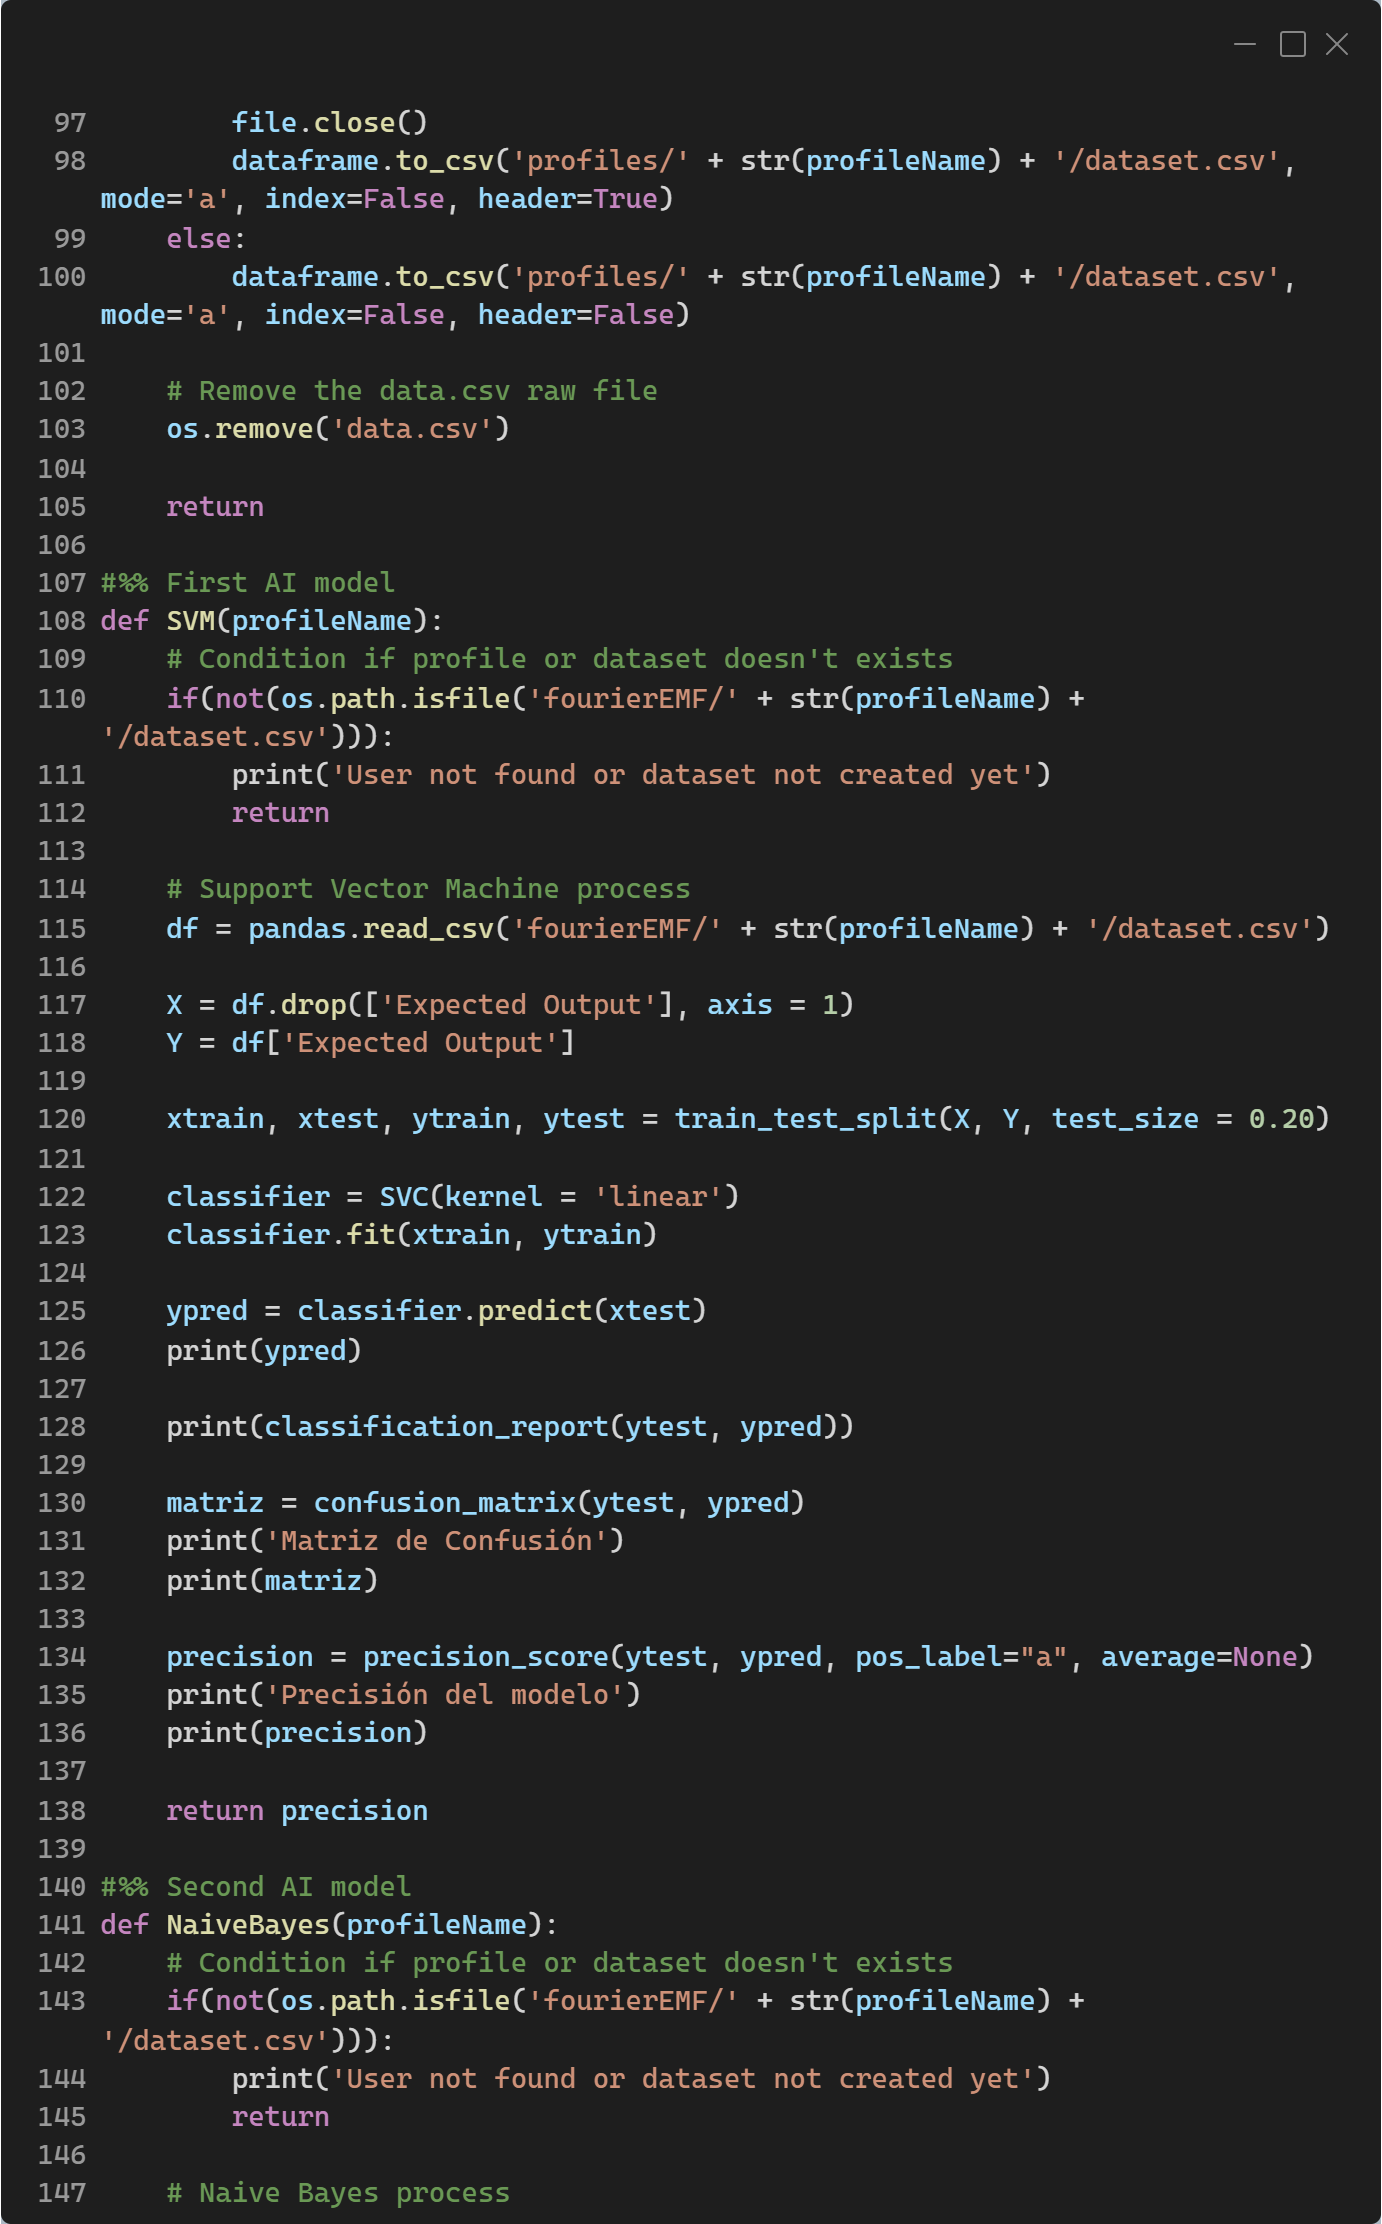 97         file.close()
98         dataframe.to_csv('profiles/' + str(profileName) + '/dataset.csv',
mode='a', index=False, header=True)
99     else:
100         dataframe.to_csv('profiles/' + str(profileName) + '/dataset.csv',
mode='a', index=False, header=False)
101
102     # Remove the data.csv raw file
103     os.remove('data.csv')
104
105     return
106
107 #%% First AI model
108 def SVM(profileName):
109     # Condition if profile or dataset doesn't exists
110     if(not(os.path.isfile('fourierEMF/' + str(profileName) +
'/dataset.csv'))):
111         print('User not found or dataset not created yet')
112         return
113
114     # Support Vector Machine process
115     df = pandas.read_csv('fourierEMF/' + str(profileName) + '/dataset.csv')
116
117     X = df.drop(['Expected Output'], axis = 1)
118     Y = df['Expected Output']
119
120     xtrain, xtest, ytrain, ytest = train_test_split(X, Y, test_size = 0.20)
121
122     classifier = SVC(kernel = 'linear')
123     classifier.fit(xtrain, ytrain)
124
125     ypred = classifier.predict(xtest)
126     print(ypred)
127
128     print(classification_report(ytest, ypred))
129
130     matriz = confusion_matrix(ytest, ypred)
131     print('Matriz de Confusión')
132     print(matriz)
133
134     precision = precision_score(ytest, ypred, pos_label="a", average=None)
135     print('Precisión del modelo')
136     print(precision)
137
138     return precision
139
140 #%% Second AI model
141 def NaiveBayes(profileName):
142     # Condition if profile or dataset doesn't exists
143     if(not(os.path.isfile('fourierEMF/' + str(profileName) +
'/dataset.csv'))):
144         print('User not found or dataset not created yet')
145         return
146
147     # Naive Bayes process